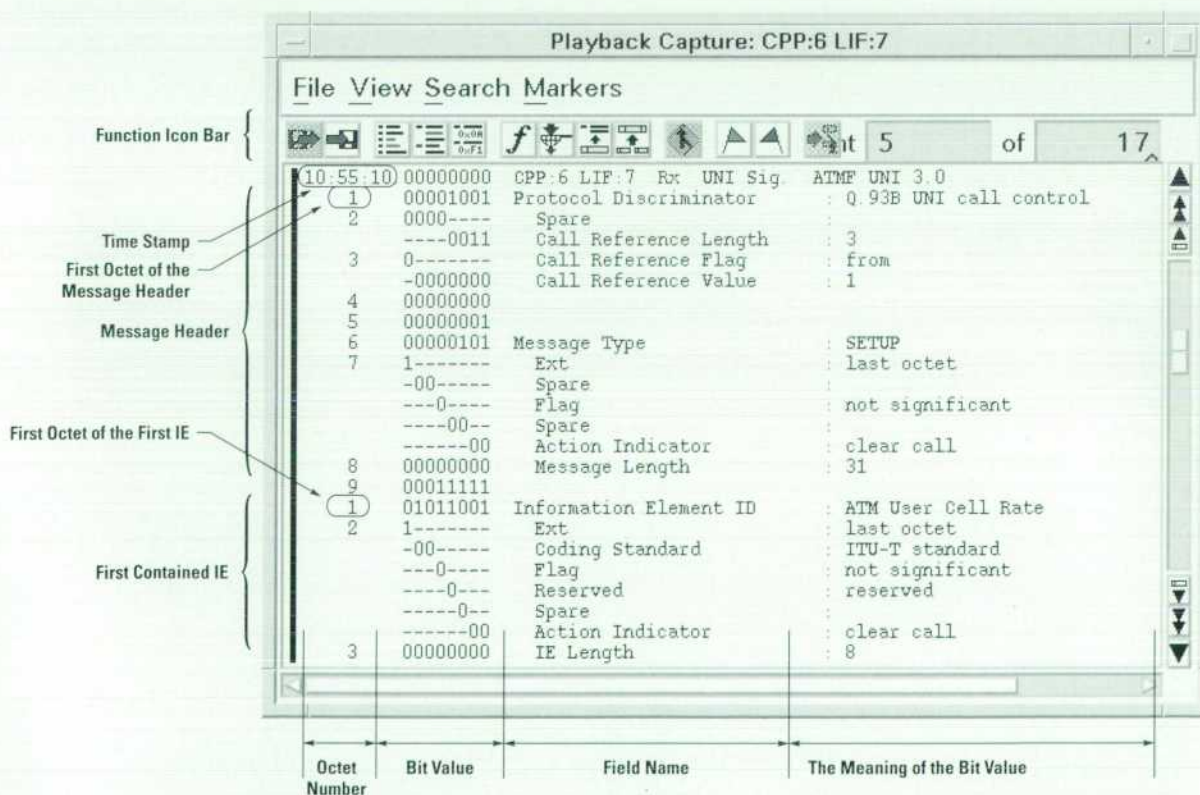 Playback Capture: CPP:6 LIF:7
File View Search Markers
Function Icon Bar
0x0A
0xF1
f
nt 5 of 17
10:55:10 00000000 CPP:6 LIF:7 Rx UNI Sig. ATMF UNI 3.0
1 00001001 Protocol Discriminator : Q.93B UNI call control
2 0000---- Spare :
----0011 Call Reference Length : 3
3 0------- Call Reference Flag : from
-0000000 Call Reference Value : 1
4 00000000
5 00000001
6 00000101 Message Type : SETUP
7 1------- Ext : last octet
-00----- Spare :
---0---- Flag : not significant
----00-- Spare :
------00 Action Indicator : clear call
8 00000000 Message Length : 31
9 00011111
1 01011001 Information Element ID : ATM User Cell Rate
2 1------- Ext : last octet
-00----- Coding Standard : ITU-T standard
---0---- Flag : not significant
----0--- Reserved : reserved
-----0-- Spare :
------00 Action Indicator : clear call
3 00000000 IE Length : 8
Time Stamp
First Octet of the
Message Header
Message Header
First Octet of the First IE
First Contained IE
Octet
Number
Bit Value
Field Name
The Meaning of the Bit Value